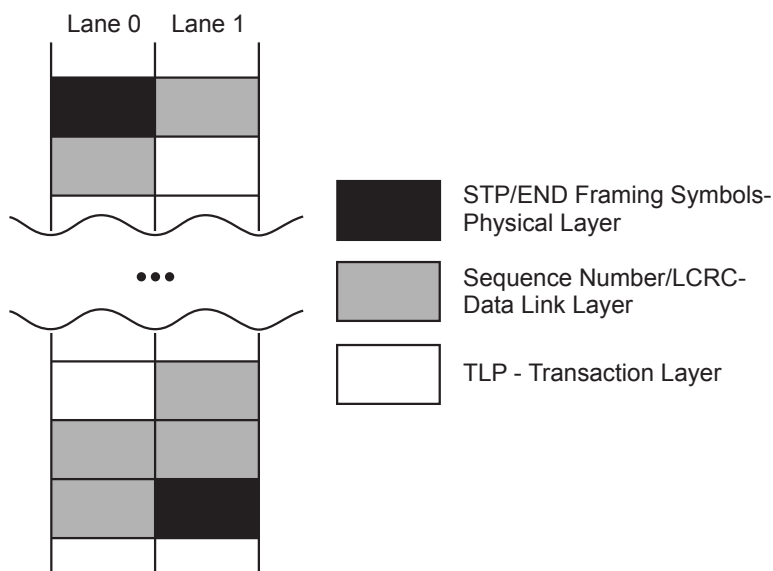 Lane 0 Lane 1
STP/END Framing Symbols-
Physical Layer
Sequence Number/LCRC-
Data Link Layer
TLP - Transaction Layer